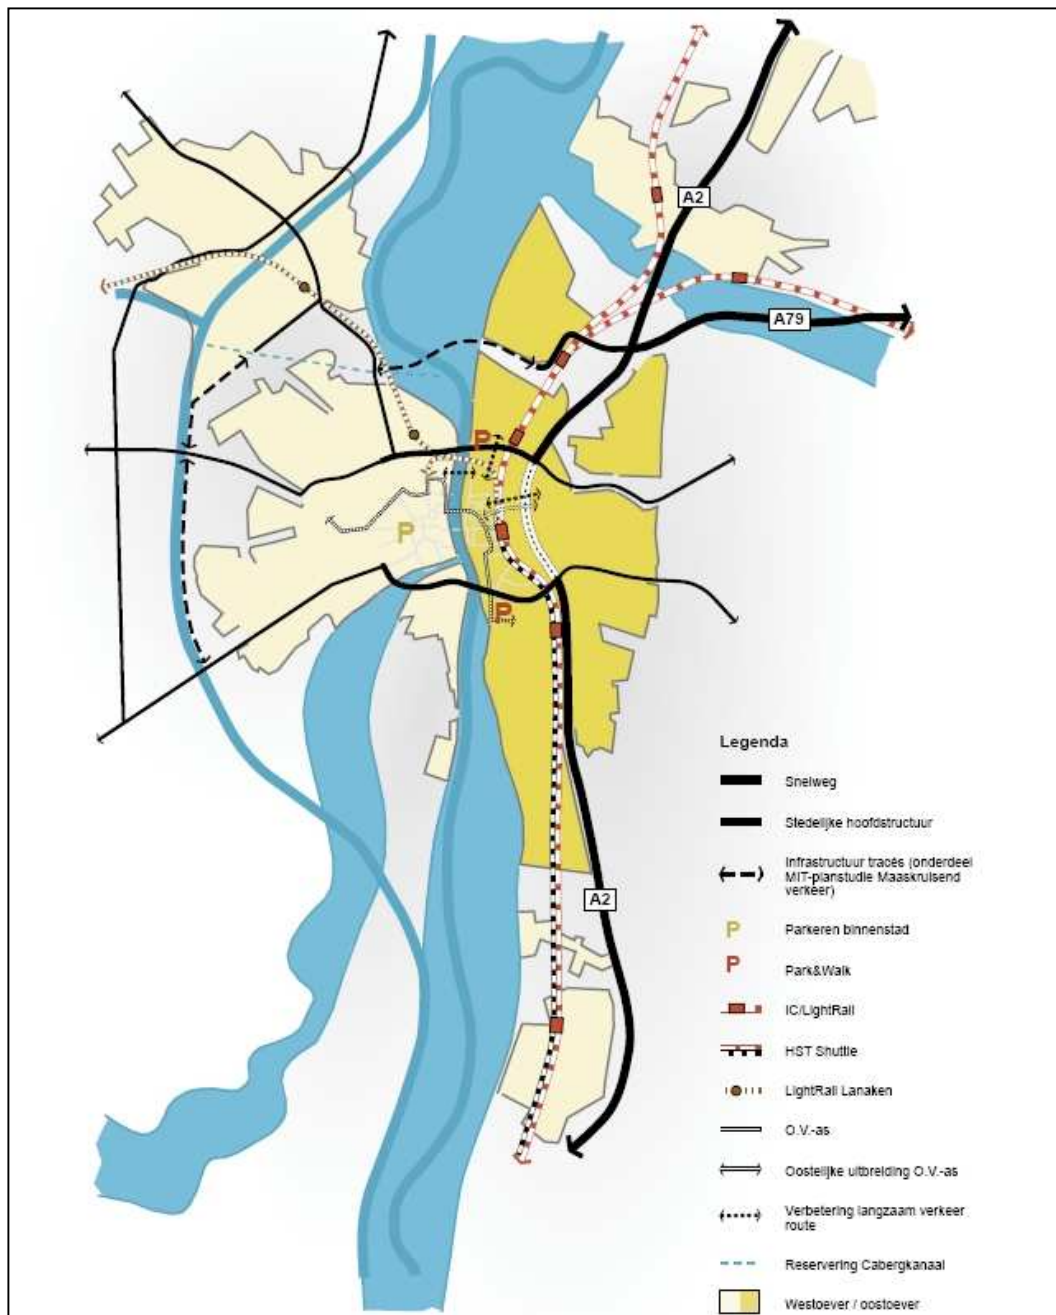 A2
A79
P
P
P
A2
Legenda
Snelweg
Stedelijke hoofdstructuur
Infrastructuur tracés (onderdeel
MIT-planstudie Maaskruisend
verkeer)
P Parkeren binnenstad
P Park&Walk
IC/LightRail
HST Shuttle
LightRail Lanaken
O.V.-as
Oostelijke uitbreiding O.V.-as
Verbetering langzaam verkeer
route
Reservering Cabergkanaal
Westoever / oostoever